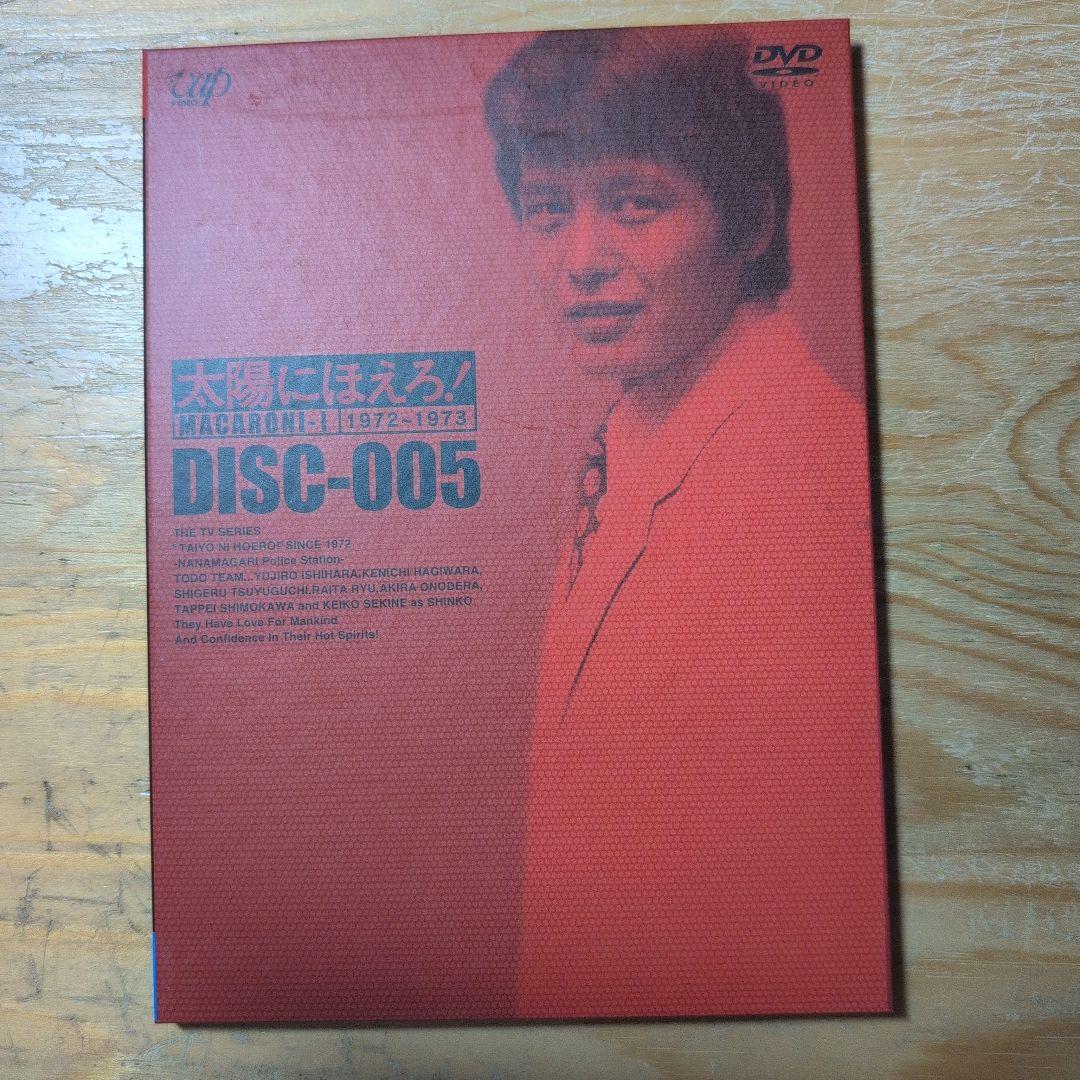 vap
VIDEO
DVD
VIDEO
太陽にほえろ!
MACARONI-I 1972~1973
DISC-005
THE TV SERIES
"TAIYO NI HOERO!" SINCE 1972
-NANAMAGARI Police Station-
TODO TEAM...YUJIRO ISHIHARA,KENICHI HAGIWARA,
SHIGERU TSUYUGUCHI,RAITA RYU,AKIRA ONODERA,
TAPPEI SHIMOKAWA and KEIKO SEKINE as SHINKO
They Have Love For Mankind
And Confidence In Their Hot Spirits!